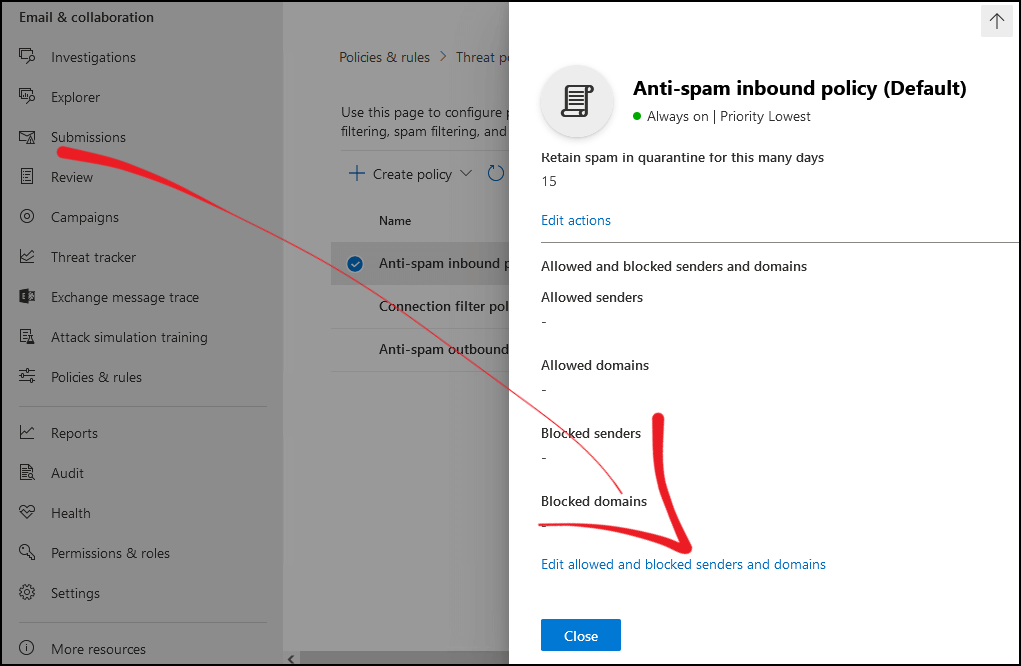 Email & collaboration
Investigations
Explorer
Submissions
Review
Campaigns
Threat tracker
Exchange message trace
Attack simulation training
Policies & rules
Reports
Audit
Health
Permissions & roles
Settings
More resources
Policies & rules > Threat
Use this page to configure
filtering, spam filtering, and
Create policy
Name
Anti-spam inbound
Connection filter
Anti-spam outbound
Anti-spam inbound policy (Default)
Always on | Priority Lowest
Retain spam in quarantine for this many days
15
Edit actions
Allowed and blocked senders and domains
Allowed senders
-
Allowed domains
-
Blocked senders
-
Blocked domains
-
Edit allowed and blocked senders and domains
Close